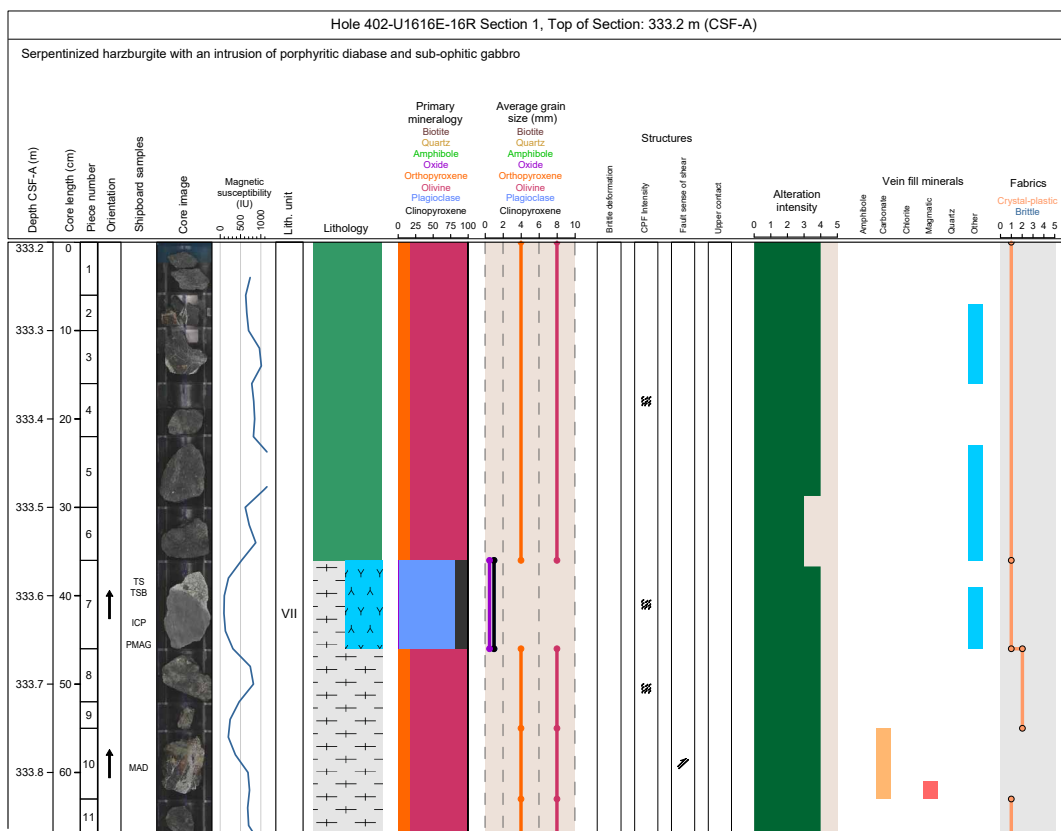 Hole 402-U1616E-16R Section 1, Top of Section: 333.2 m (CSF-A)
Serpentinized harzburgite with an intrusion of porphyritic diabase and sub-ophitic gabbro
Depth CSF-A (m)
Core length (cm)
Piece number
Orientation
Shipboard samples
Core image
Magnetic
susceptibility
(IU)
0 500 1000
Lith. unit
Lithology
Primary
mineralogy
Biotite
Quartz
Amphibole
Oxide
Orthopyroxene
Olivine
Plagioclase
Clinopyroxene
0 25 50 75 100
Average grain
size (mm)
Biotite
Quartz
Amphibole
Oxide
Orthopyroxene
Olivine
Plagioclase
Clinopyroxene
0 2 4 6 8 10
Structures
Brittle deformation
CPF Intensity
Fault sense of shear
Upper contact
Alteration
intensity
0 1 2 3 4 5
Vein fill minerals
Amphibole
Carbonate
Chlorite
Magmatic
Quartz
Other
Fabrics
Crystal-plastic
Brittle
0 1 2 3 4 5
333.2 0
1
2
333.3 10
3
4
333.4 20
5
333.5 30
6
TS
TSB
333.6 40 7
VII
ICP
PMAG
8
333.7 50
9
10
MAD
333.8 60
11